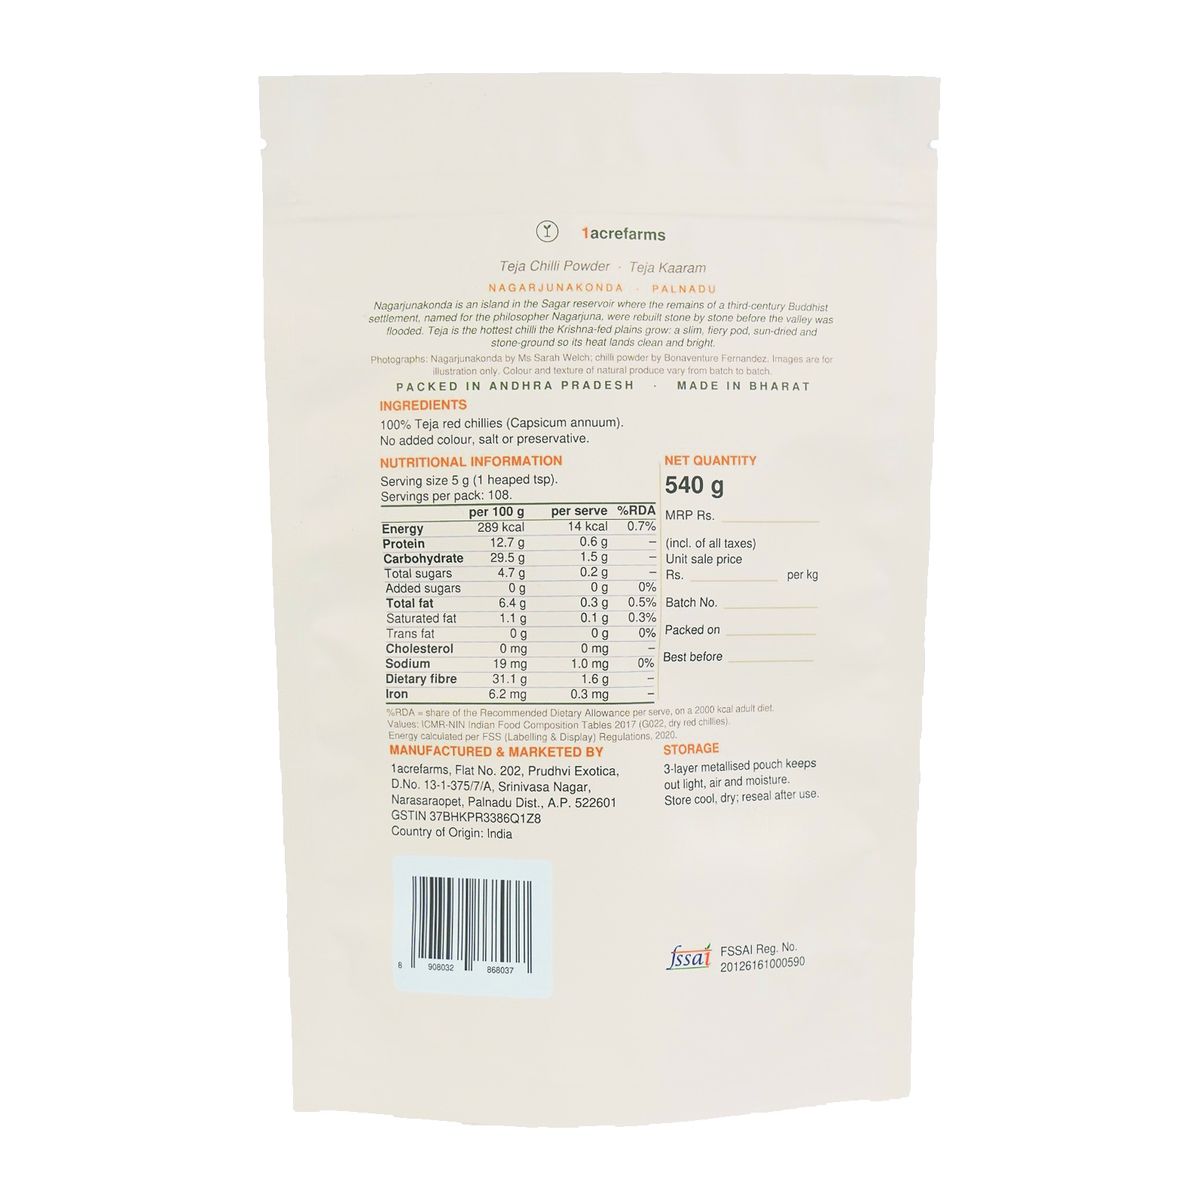 1acrefarms
Teja Chilli Powder · Teja Kaaram
NAGARJUNAKONDA · PALNADU
Nagarjunakonda is an island in the Sagar reservoir where the remains of a third-century Buddhist
settlement, named for the philosopher Nagarjuna, were rebuilt stone by stone before the valley was
flooded. Teja is the hottest chilli the Krishna-fed plains grow: a slim, fiery pod, sun-dried and
stone-ground so its heat lands clean and bright.
Photographs: Nagarjunakonda by Ms Sarah Welch; chilli powder by Bonaventure Fernandez. Images are for
illustration only. Colour and texture of natural produce vary from batch to batch.
PACKED IN ANDHRA PRADESH · MADE IN BHARAT
INGREDIENTS
100% Teja red chillies (Capsicum annuum).
No added colour, salt or preservative.
NUTRITIONAL INFORMATION
Serving size 5 g (1 heaped tsp).
Servings per pack: 108.
per 100 g per serve %RDA
Energy 289 kcal 14 kcal 0.7%
Protein 12.7 g 0.6 g –
Carbohydrate 29.5 g 1.5 g –
Total sugars 4.7 g 0.2 g –
Added sugars 0 g 0 g 0%
Total fat 6.4 g 0.3 g 0.5%
Saturated fat 1.1 g 0.1 g 0.3%
Trans fat 0 g 0 g 0%
Cholesterol 0 mg 0 mg –
Sodium 19 mg 1.0 mg 0%
Dietary fibre 31.1 g 1.6 g –
Iron 6.2 mg 0.3 mg –
%RDA = share of the Recommended Dietary Allowance per serve, on a 2000 kcal adult diet.
Values: ICMR-NIN Indian Food Composition Tables 2017 (G022, dry red chillies).
Energy calculated per FSS (Labelling & Display) Regulations, 2020.
NET QUANTITY
540 g
MRP Rs.
(incl. of all taxes)
Unit sale price
Rs. per kg
Batch No.
Packed on
Best before
MANUFACTURED & MARKETED BY
1acrefarms, Flat No. 202, Prudhvi Exotica,
D.No. 13-1-375/7/A, Srinivasa Nagar,
Narasaraopet, Palnadu Dist., A.P. 522601
GSTIN 37BHKPR3386Q1Z8
Country of Origin: India
STORAGE
3-layer metallised pouch keeps
out light, air and moisture.
Store cool, dry; reseal after use.
8 908032 868037
fssai
FSSAI Reg. No.
20126161000590